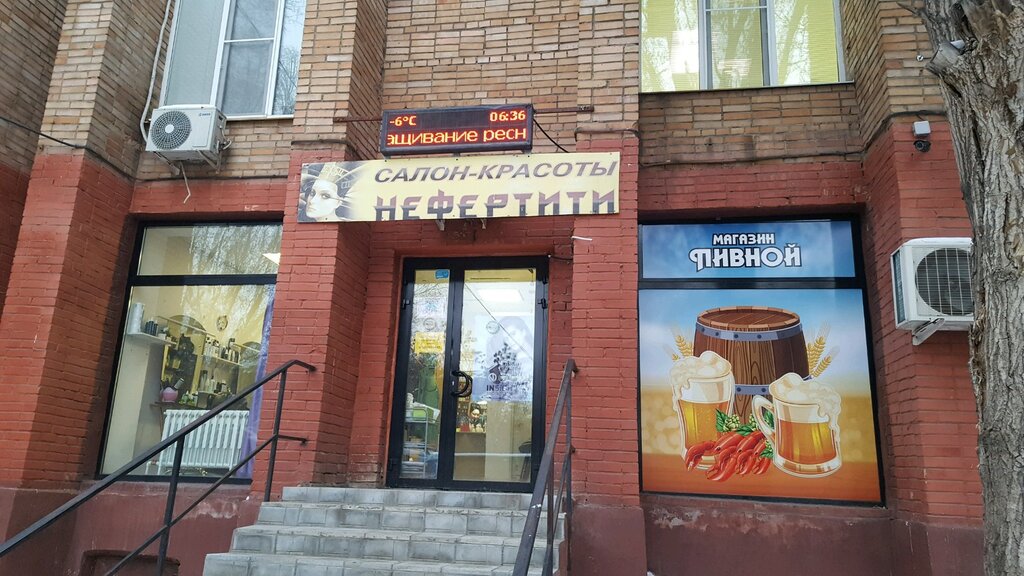 -6°C 06:36
ащивание ресн
САЛОН-КРАСОТЫ
НЕФЕРТИТИ
МАГАЗИН
ПИВНОЙ